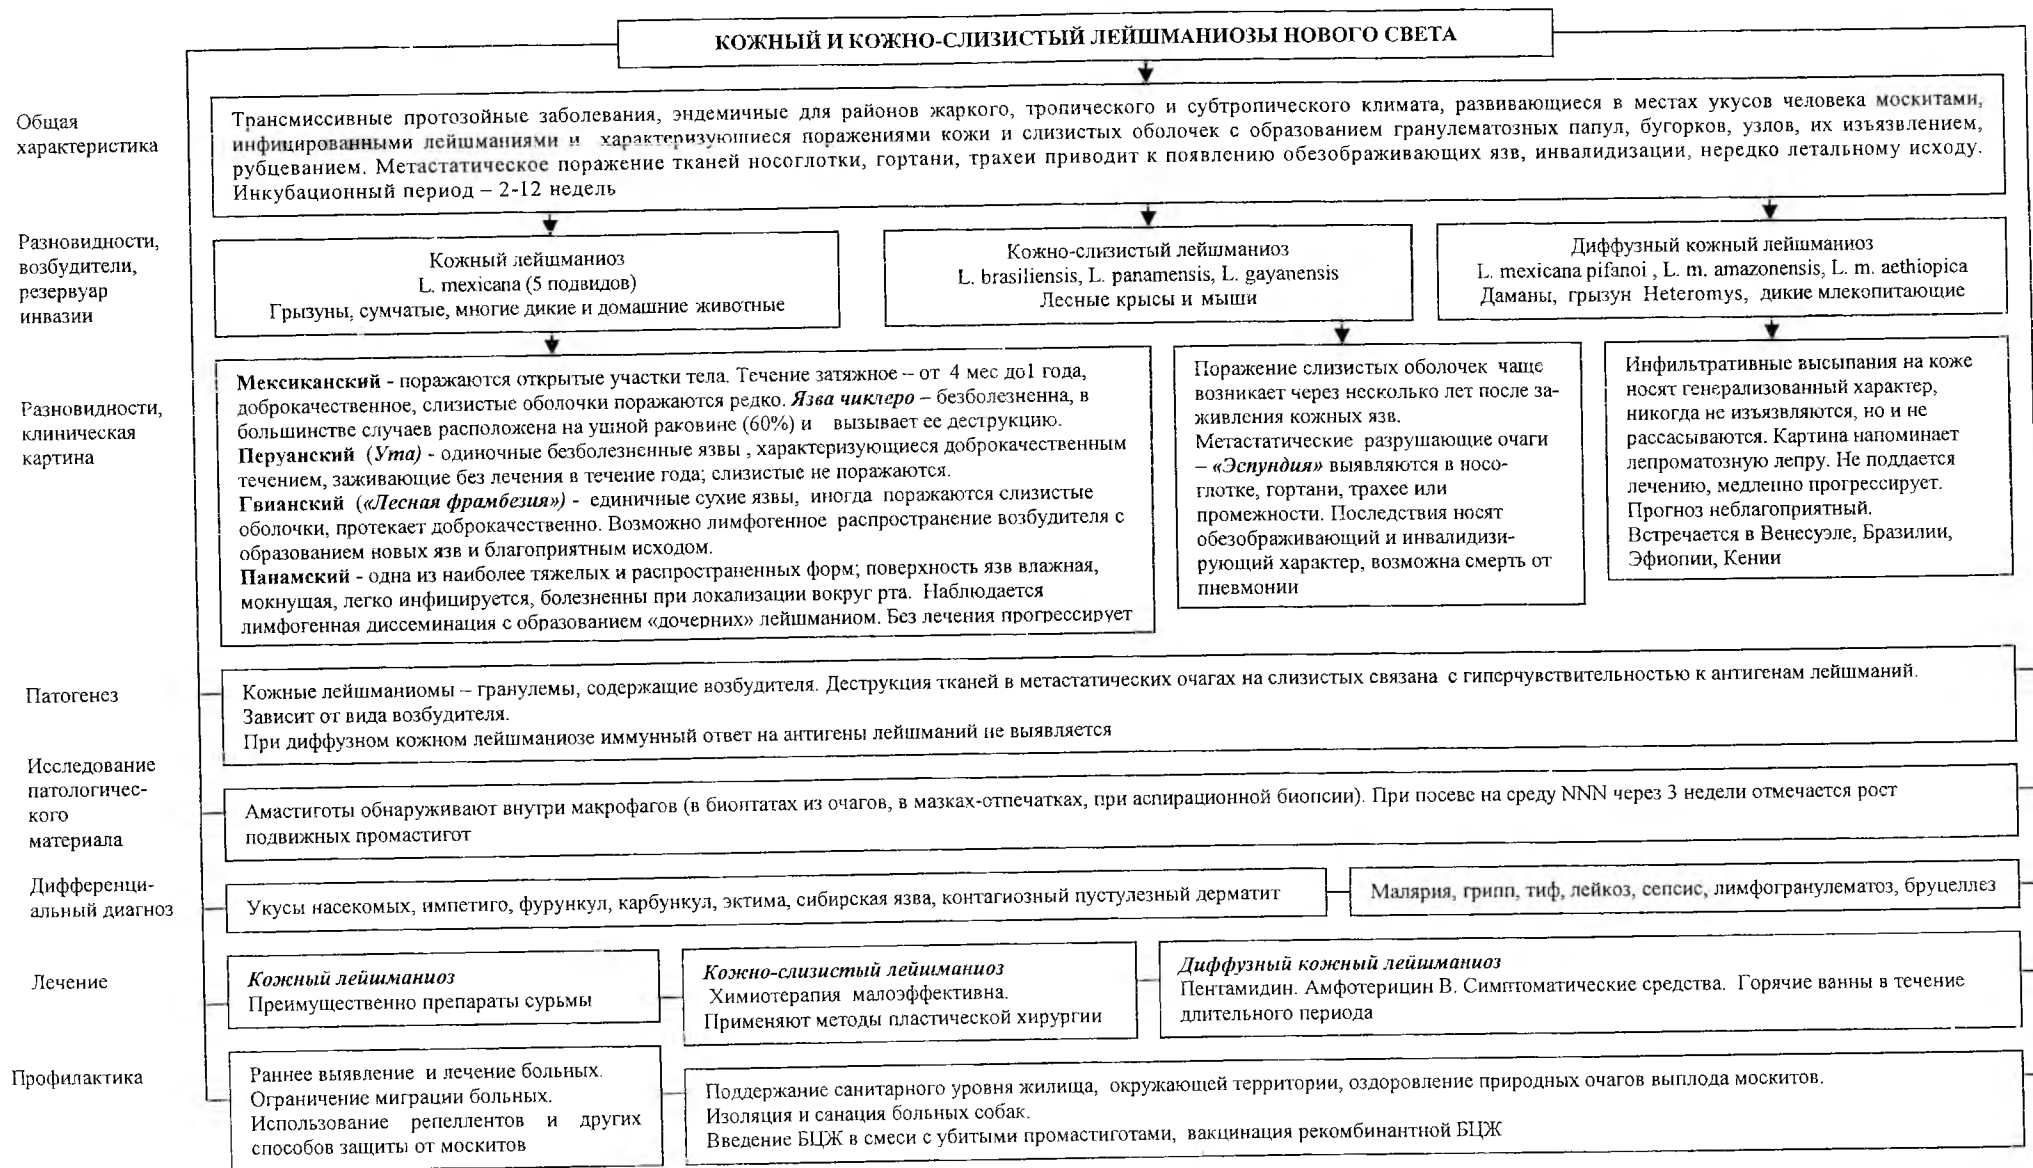 КОЖНЫЙ И КОЖНО-СЛИЗИСТЫЙ ЛЕЙШМАНИОЗЫ НОВОГО СВЕТА
Общая
характеристика
Трансмиссивные протозойные заболевания, эндемичные для районов жаркого, тропического и субтропического климата, развивающиеся в местах укусов человека москитами,
инфицированными лейшманиями и характеризующиеся поражениями кожи и слизистых оболочек с образованием гранулематозных папул, бугорков, узлов, их изъязвлением,
рубцеванием. Метастатическое поражение тканей носоглотки, гортани, трахеи приводит к появлению обезображивающих язв, инвалидизации, нередко летальному исходу.
Инкубационный период – 2-12 недель
Разновидности,
возбудители,
резервуар
инвазии
Кожный лейшманиоз
L. mexicana (5 подвидов)
Грызуны, сумчатые, многие дикие и домашние животные
Кожно-слизистый лейшманиоз
L. brasiliensis, L. panamensis, L. gayanensis
Лесные крысы и мыши
Диффузный кожный лейшманиоз
L. mexicana pifanoi , L. m. amazonensis, L. m. aethiopica
Даманы, грызун Heteromys, дикие млекопитающие
Разновидности,
клиническая
картина
Мексиканский - поражаются открытые участки тела. Течение затяжное – от 4 мес до1 года,
доброкачественное, слизистые оболочки поражаются редко. Язва чиклеро – безболезненна, в
большинстве случаев расположена на ушной раковине (60%) и вызывает ее деструкцию.
Перуанский (Ута) - одиночные безболезненные язвы , характеризующиеся доброкачественным
течением, заживающие без лечения в течение года; слизистые не поражаются.
Гвианский («Лесная фрамбезия») - единичные сухие язвы, иногда поражаются слизистые
оболочки, протекает доброкачественно. Возможно лимфогенное распространение возбудителя с
образованием новых язв и благоприятным исходом.
Панамский - одна из наиболее тяжелых и распространенных форм; поверхность язв влажная,
мокнущая, легко инфицируется, болезненны при локализации вокруг рта. Наблюдается
лимфогенная диссеминация с образованием «дочерних» лейшманиом. Без лечения прогрессирует
Поражение слизистых оболочек чаще
возникает через несколько лет после за-
живления кожных язв.
Метастатические разрушающие очаги
– «Эспундия» выявляются в носо-
глотке, гортани, трахее или
промежности. Последствия носят
обезображивающий и инвалидизи-
рующий характер, возможна смерть от
пневмонии
Инфильтративные высыпания на коже
носят генерализованный характер,
никогда не изъязвляются, но и не
рассасываются. Картина напоминает
лепроматозную лепру. Не поддается
лечению, медленно прогрессирует.
Прогноз неблагоприятный.
Встречается в Венесуэле, Бразилии,
Эфиопии, Кении
Патогенез
Кожные лейшманиомы – гранулемы, содержащие возбудителя. Деструкция тканей в метастатических очагах на слизистых связана с гиперчувствительностью к антигенам лейшманий.
Зависит от вида возбудителя.
При диффузном кожном лейшманиозе иммунный ответ на антигены лейшманий не выявляется
Исследование
патологичес-
кого
материала
Амастиготы обнаруживают внутри макрофагов (в биоптатах из очагов, в мазках-отпечатках, при аспирационной биопсии). При посеве на среду NNN через 3 недели отмечается рост
подвижных промастигот
Дифференци-
альный диагноз
Укусы насекомых, импетиго, фурункул, карбункул, эктима, сибирская язва, контагиозный пустулезный дерматит
Малярия, грипп, тиф, лейкоз, сепсис, лимфогранулематоз, бруцеллез
Лечение
Кожный лейшманиоз
Преимущественно препараты сурьмы
Кожно-слизистый лейшманиоз
Химиотерапия малоэффективна.
Применяют методы пластической хирургии
Диффузный кожный лейшманиоз
Пентамидин. Амфотерицин В. Симптоматические средства. Горячие ванны в течение
длительного периода
Профилактика
Раннее выявление и лечение больных.
Ограничение миграции больных.
Использование репеллентов и других
способов защиты от москитов
Поддержание санитарного уровня жилища, окружающей территории, оздоровление природных очагов выплода москитов.
Изоляция и санация больных собак.
Введение БЦЖ в смеси с убитыми промастиготами, вакцинация рекомбинантной БЦЖ